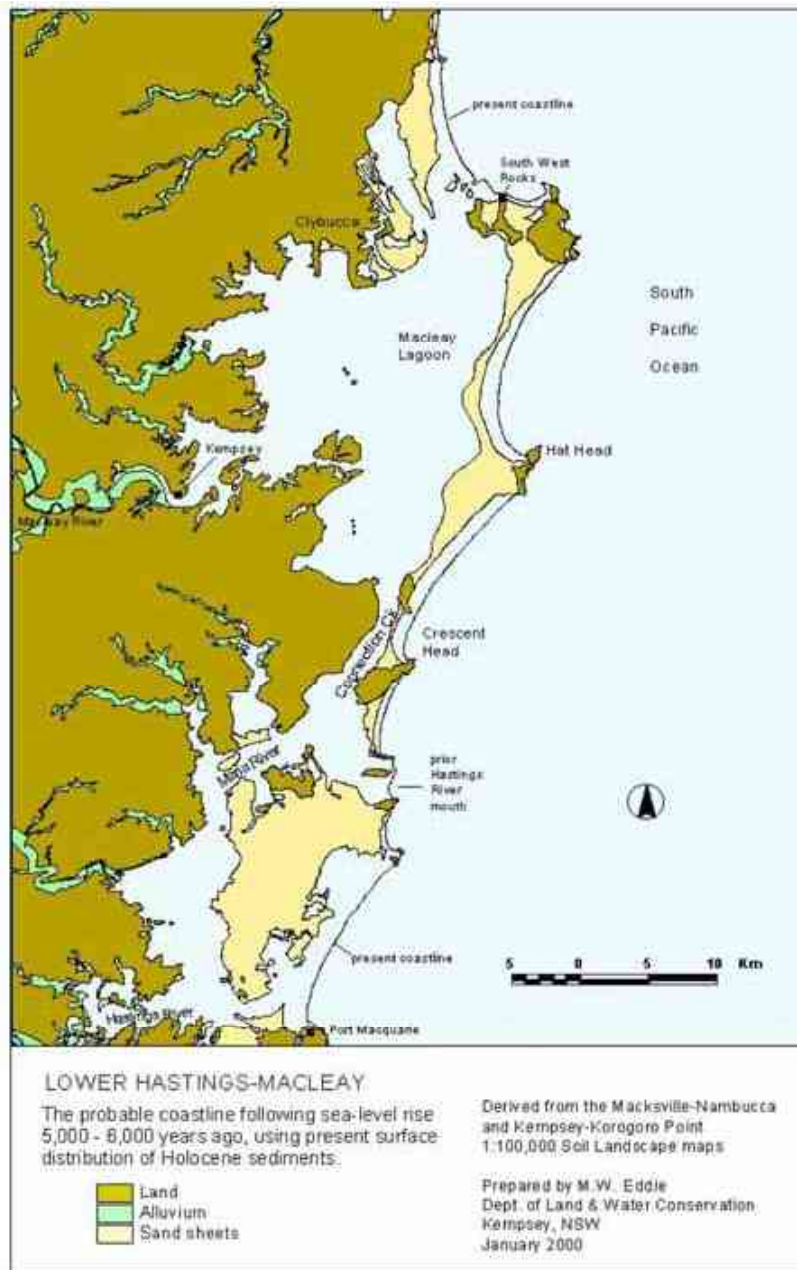 present coastline
South West
Rocks
Clybucca
South
Pacific
Ocean
Macleay
Lagoon
Hat Head
Kempsey
Macleay River
Connection Ck
Crescent
Head
Maria River
prior
Hastings
River
mouth
5 0 5 10 Km
present coastline
Hastings River
Port Macquarie
LOWER HASTINGS-MACLEAY
The probable coastline following sea-level rise
5,000 - 6,000 years ago, using present surface
distribution of Holocene sediments.
Land
Alluvium
Sand sheets
Derived from the Macksville-Nambucca
and Kempsey-Korogoro Point
1:100,000 Soil Landscape maps
Prepared by M.W. Eddie
Dept. of Land & Water Conservation
Kempsey, NSW
January 2000